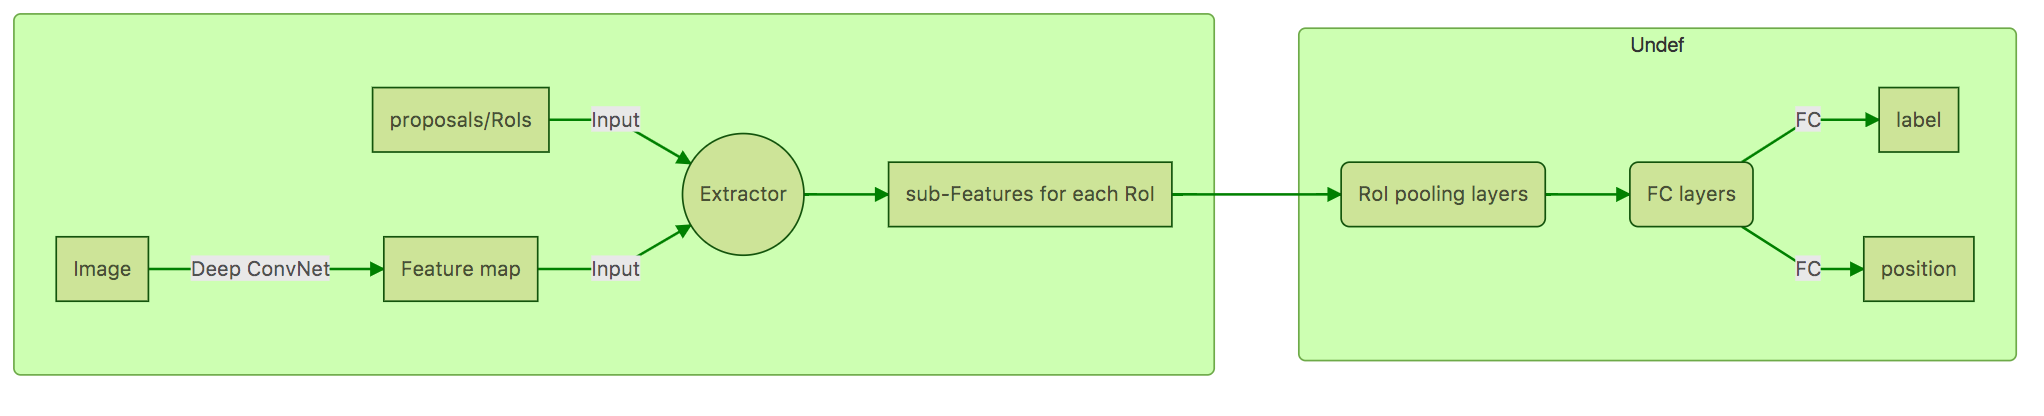 Undef
proposals/RoIs
Input
FC
label
Extractor
sub-Features for each RoI
RoI pooling layers
FC layers
Image
Deep ConvNet
Feature map
Input
FC
position